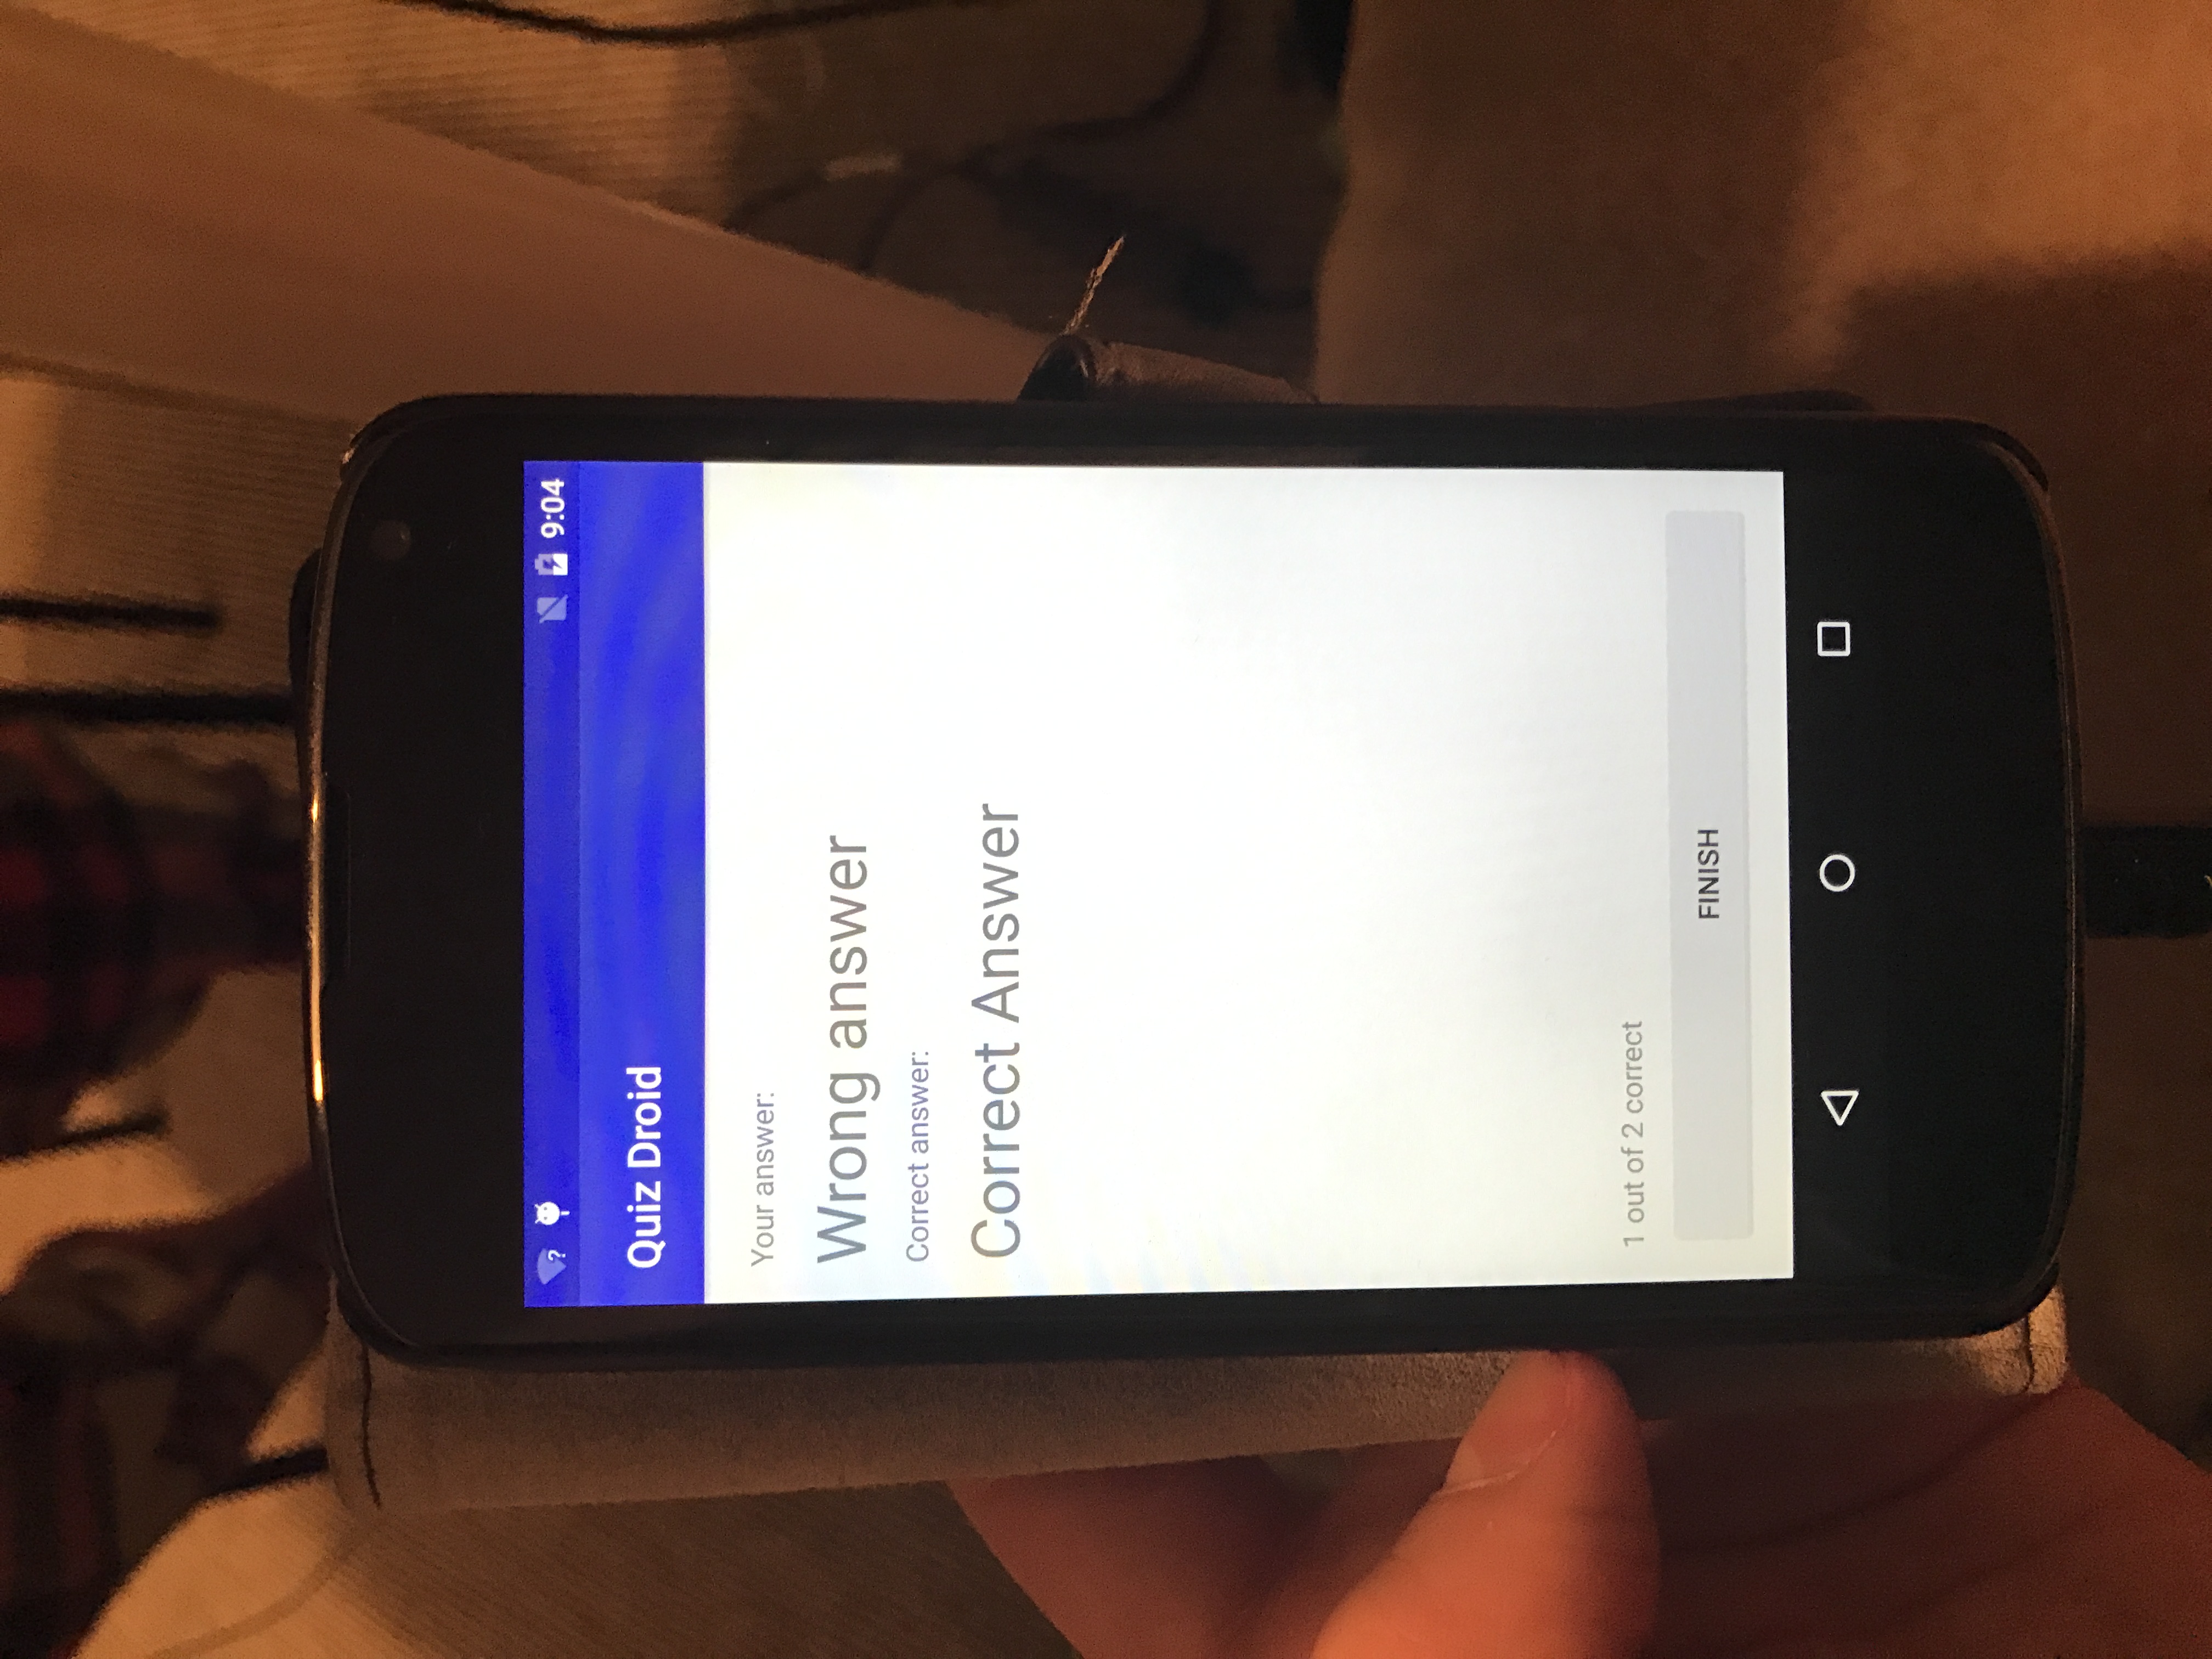 9:04
Quiz Droid
Your answer:
Wrong answer
Correct answer:
Correct Answer
1 out of 2 correct
FINISH